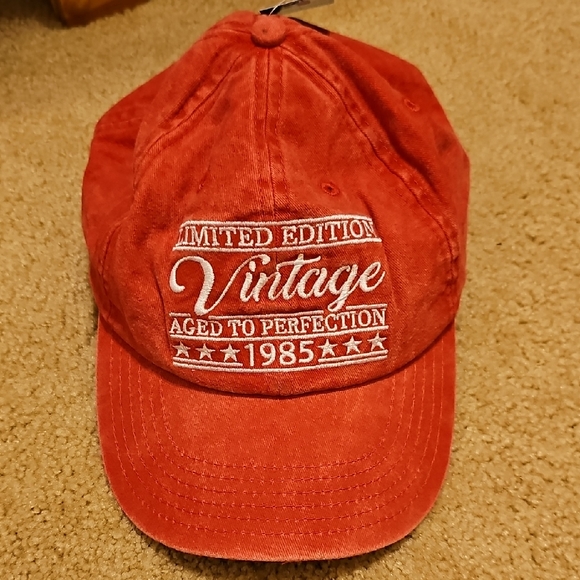 LIMITED EDITION
Vintage
AGED TO PERFECTION
★★★1985★★★